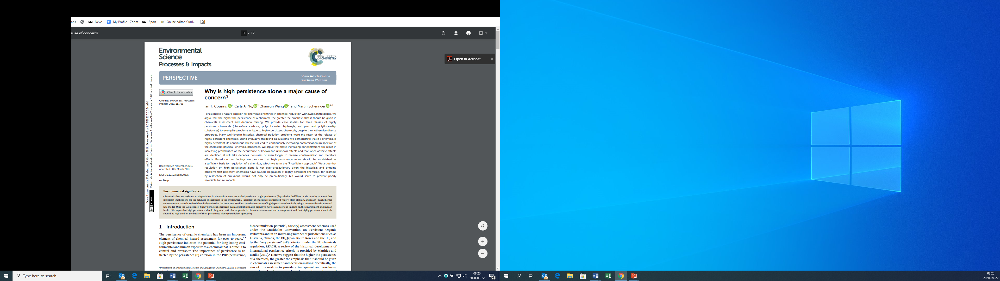 aps News My Profile - Zoom Sport Online editor: Curri... K
ause of concern? 1 / 12
Open in Acrobat
Environmental
Science
Processes & Impacts
ROYAL SOCIETY
OF CHEMISTRY
PERSPECTIVE
View Article Online
View Journal | View Issue
Check for updates
Cite this: Environ. Sci.: Processes
Impacts, 2019, 21, 781
Received 5th November 2018
Accepted 28th March 2019
DOI: 10.1039/c8em00515j
rsc.li/espi
Open Access Article. Published on 29 March 2019. Downloaded on 9/22/2020 7:20:54 AM.
This article is licensed under a Creative Commons Attribution-NonCommercial 3.0 Unported Licence.
(cc) BY-NC
Why is high persistence alone a major cause of
concern?
Ian T. Cousins, iD a Carla A. Ng, iD b Zhanyun Wang iD c and Martin Scheringer iD *d
Persistence is a hazard criterion for chemicals enshrined in chemical regulation worldwide. In this paper, we
argue that the higher the persistence of a chemical, the greater the emphasis that it should be given in
chemicals assessment and decision making. We provide case studies for three classes of highly
persistent chemicals (chlorofluorocarbons, polychlorinated biphenyls, and per- and polyfluoroalkyl
substances) to exemplify problems unique to highly persistent chemicals, despite their otherwise diverse
properties. Many well-known historical chemical pollution problems were the result of the release of
highly persistent chemicals. Using evaluative modeling calculations, we demonstrate that if a chemical is
highly persistent, its continuous release will lead to continuously increasing contamination irrespective of
the chemical's physical–chemical properties. We argue that these increasing concentrations will result in
increasing probabilities of the occurrence of known and unknown effects and that, once adverse effects
are identified, it will take decades, centuries or even longer to reverse contamination and therefore
effects. Based on our findings we propose that high persistence alone should be established as
a sufficient basis for regulation of a chemical, which we term the "P-sufficient approach". We argue that
regulation on high persistence alone is not over-precautionary given the historical and ongoing
problems that persistent chemicals have caused. Regulation of highly persistent chemicals, for example
by restriction of emissions, would not only be precautionary, but would serve to prevent poorly
reversible future impacts.
Environmental significance
Chemicals that are resistant to degradation in the environment are called persistent. High persistence (degradation half-lives of six months or more) has
important implications for the behavior of chemicals in the environment. Persistent chemicals are distributed widely, often globally, and reach (much) higher
concentrations than short-lived chemicals emitted at the same rate. We illustrate these features of highly persistent chemicals using a unit-world environmental
fate model. Over the last decades, highly persistent chemicals such as polychlorinated biphenyls have caused serious impacts on the environment and human
health. We argue that high persistence should be given particular emphasis in chemicals assessment and management and that highly persistent chemicals
should be regulated on the basis of their persistence alone (P-sufficient approach).
1 Introduction
The persistence of organic chemicals has been an important
element of chemical hazard assessment for over 40 years.1–4
High persistence indicates the potential for long-lasting envi-
ronmental and human exposure to a chemical that is difficult to
control and reverse.5–7 The importance of persistence is re-
flected by the persistence (P) criterion in the PBT (persistence,
aDepartment of Environmental Science and Analytical Chemistry (ACES), Stockholm
bioaccumulation potential, toxicity) assessment schemes used
under the Stockholm Convention on Persistent Organic
Pollutants and in an increasing number of jurisdictions such as
Australia, Canada, the EU, Japan, South Korea and the US, and
by the "very persistent" (vP) criterion under the EU chemicals
regulation, REACH. A review of the historical development of
international persistence criteria is provided by Matthies and
Beulke (2017).8 Here we suggest that the higher the persistence
of a chemical, the greater the emphasis that it should be given
in chemicals assessment and decision-making. Specifically, the
aim of this work is to provide a transparent and conclusive
Type here to search
08:20
2020-09-22
21
08:20
2020-09-22